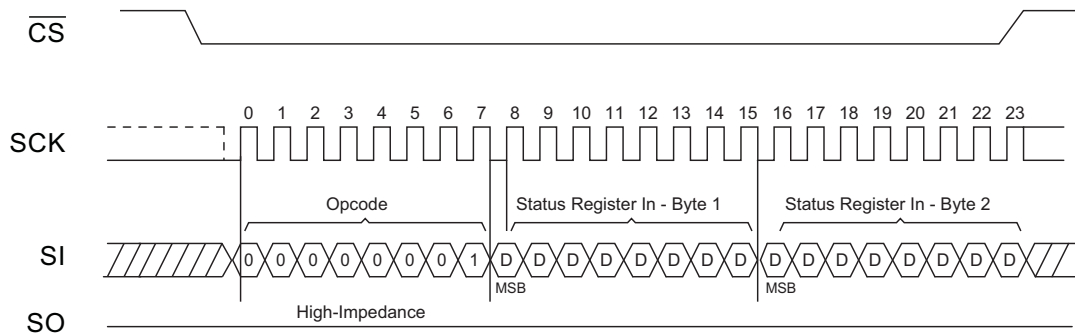 CS
0 1 2 3 4 5 6 7 8 9 10 11 12 13 14 15 16 17 18 19 20 21 22 23
SCK
Opcode Status Register In - Byte 1 Status Register In - Byte 2
SI 0 0 0 0 0 0 0 1 D D D D D D D D D D D D D D D D
MSB MSB
High-Impedance
SO